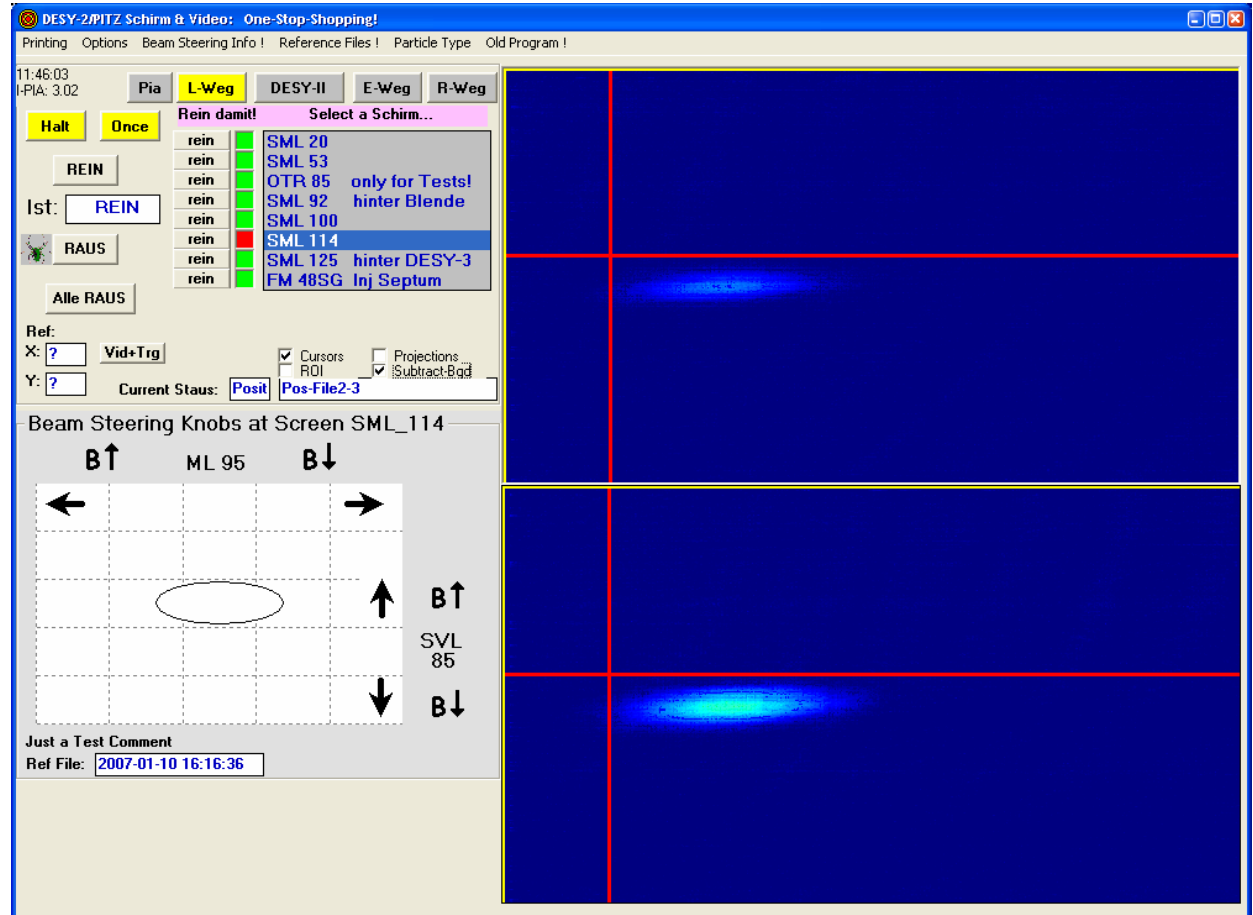 DESY-2/PITZ Schirm & Video: One-Stop-Shopping!
Printing Options Beam Steering Info ! Reference Files ! Particle Type Old Program !
11:46:03
I-PIA: 3.02
Pia L-Weg DESY-II E-Weg R-Weg
Halt Once
Rein damit! Select a Schirm...
rein SML 20
rein SML 53
rein OTR 85 only for Tests!
rein SML 92 hinter Blende
rein SML 100
rein SML 114
rein SML 125 hinter DESY-3
rein FM 48SG Inj Septum
REIN
Ist: REIN
RAUS
Alle RAUS
Ref:
X: ? Vid+Trg
Y: ?
Cursors Projections
ROI Subtract-Bgd
Current Staus: Posit Pos-File2-3
Beam Steering Knobs at Screen SML_114
B↑ ML 95 B↓
B↑
SVL
85
B↓
Just a Test Comment
Ref File: 2007-01-10 16:16:36